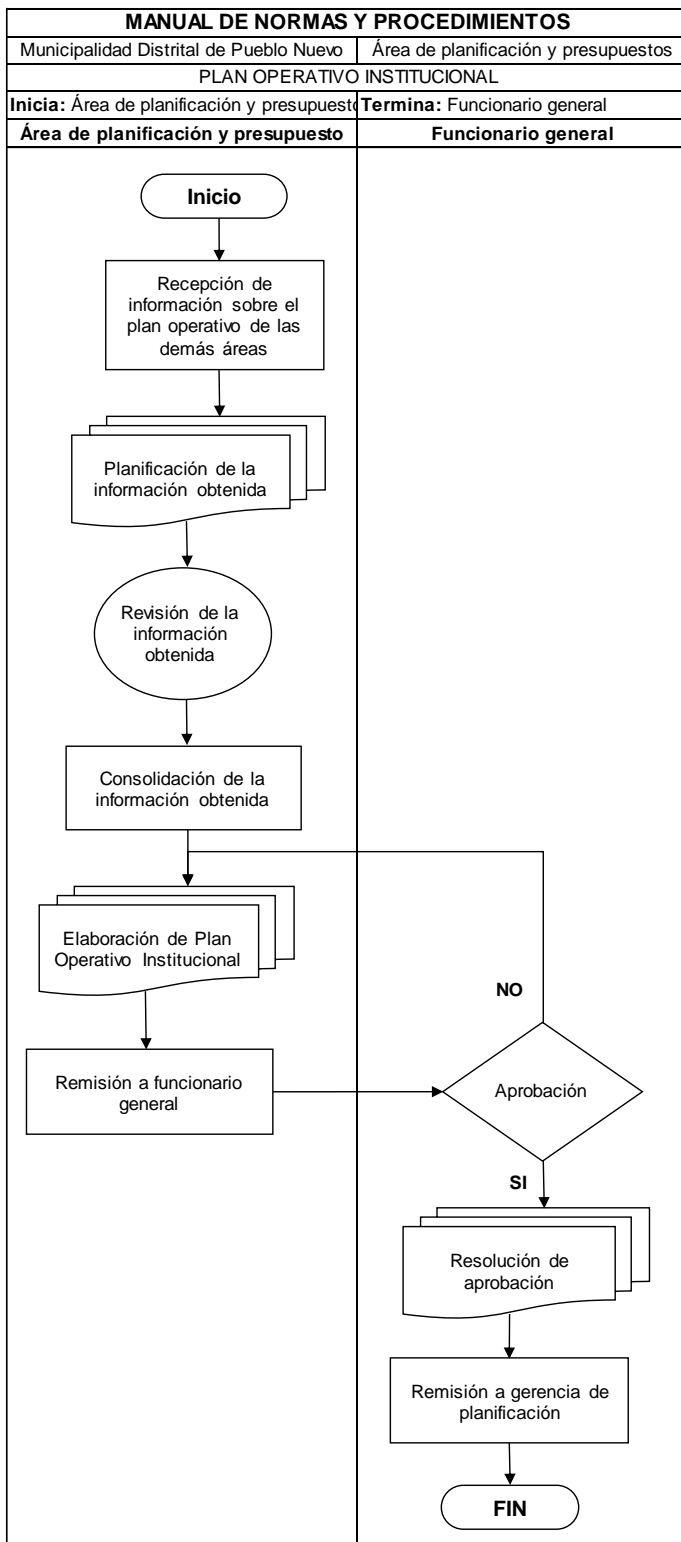 MANUAL DE NORMAS Y PROCEDIMIENTOS
Municipalidad Distrital de Pueblo Nuevo
Área de planificación y presupuestos
PLAN OPERATIVO INSTITUCIONAL
Inicia: Área de planificación y presupuesto
Termina: Funcionario general
Área de planificación y presupuesto
Funcionario general
Inicio
Recepción de
información sobre el
plan operativo de las
demás áreas
Planificación de la
información obtenida
Revisión de la
información
obtenida
Consolidación de la
información obtenida
Elaboración de Plan
Operativo Institucional
Remisión a funcionario
general
NO
Aprobación
SI
Resolución de
aprobación
Remisión a gerencia de
planificación
FIN